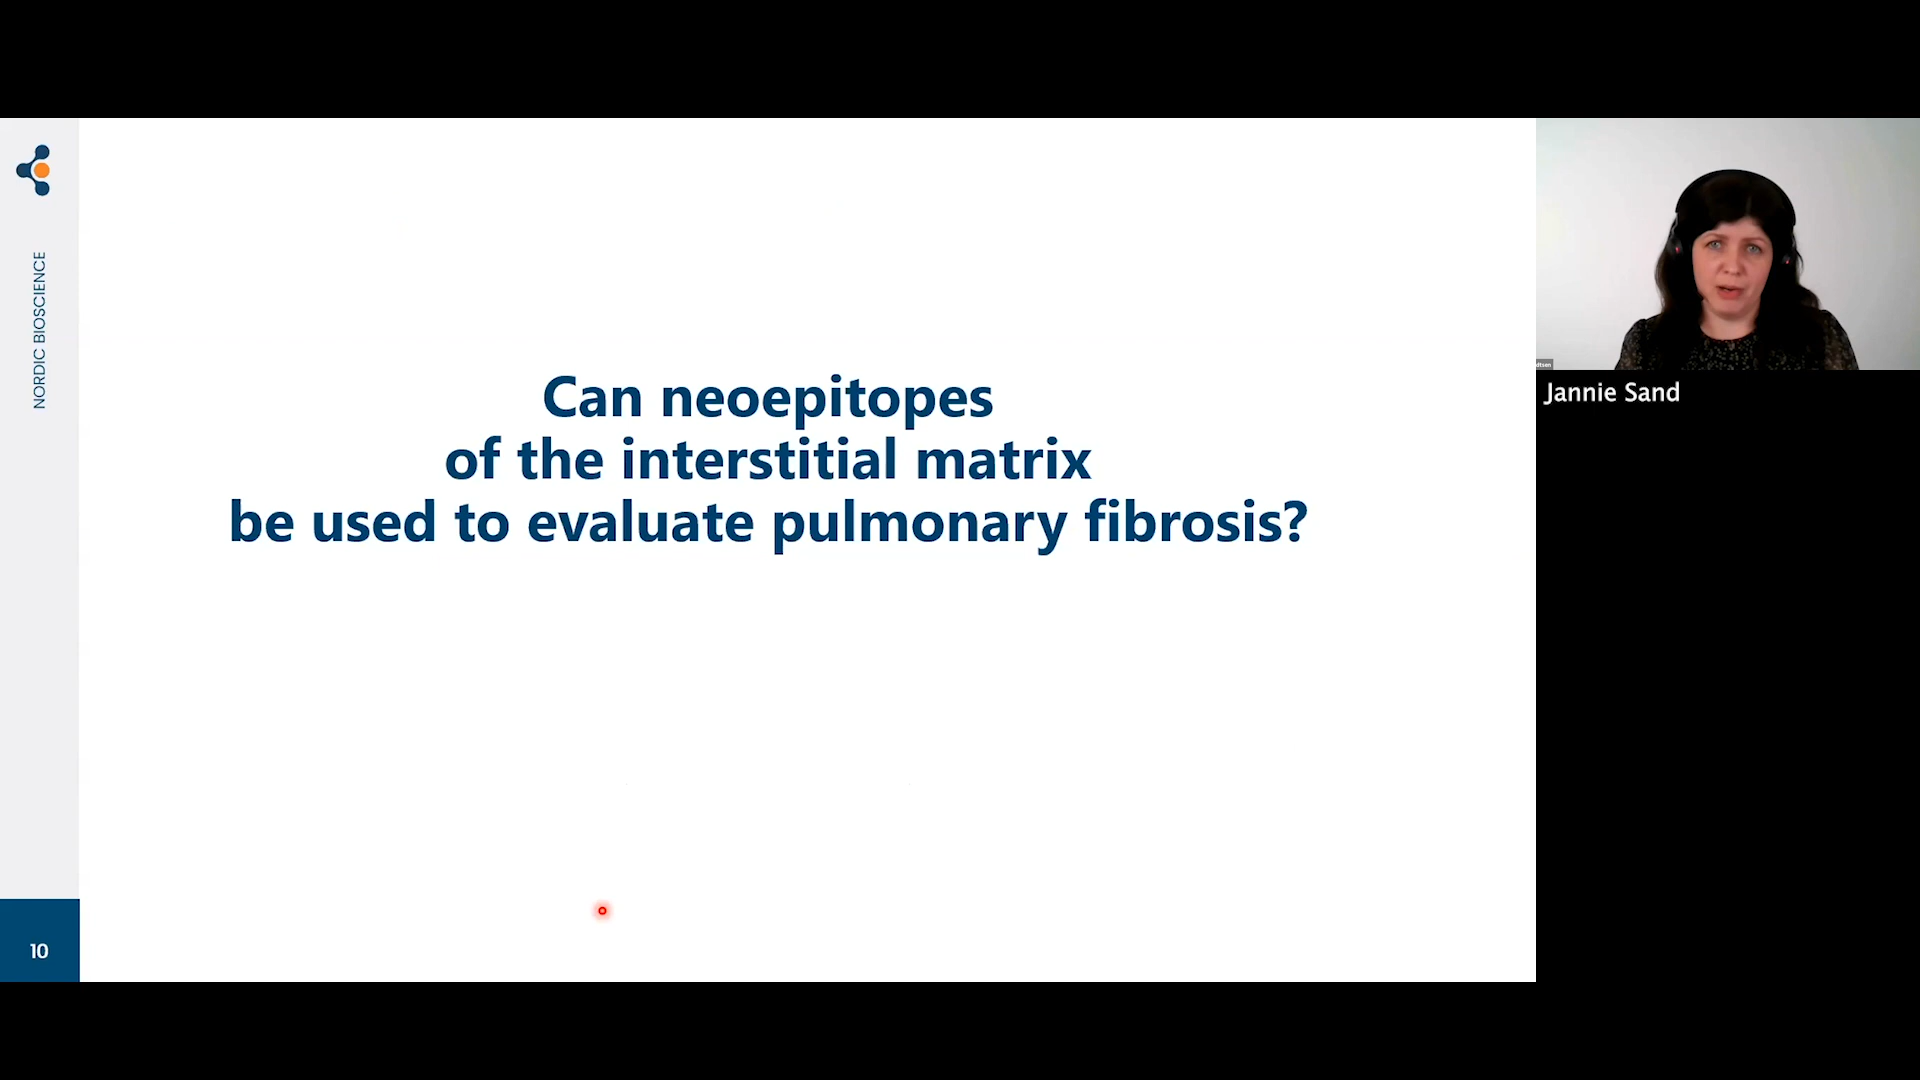 NORDIC BIOSCIENCE
Can neoepitopes
of the interstitial matrix
be used to evaluate pulmonary fibrosis?
10
Jannie Sand